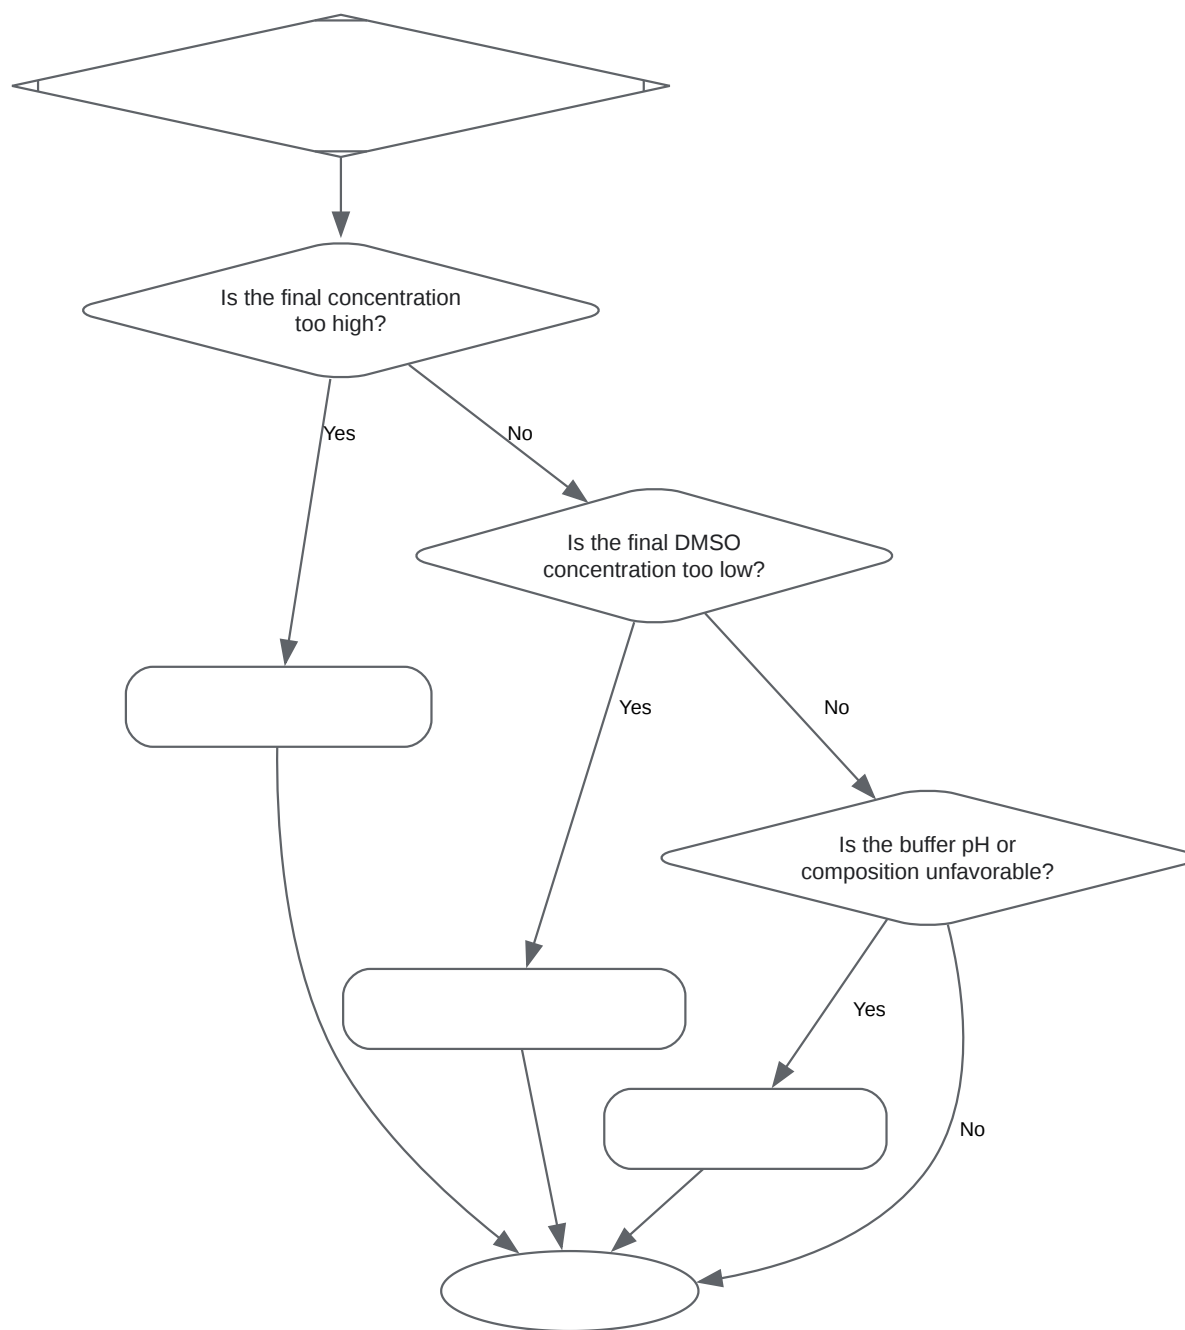 Is the final concentration
too high?
Yes
No
Is the final DMSO
concentration too low?
Yes
No
Is the buffer pH or
composition unfavorable?
Yes
No